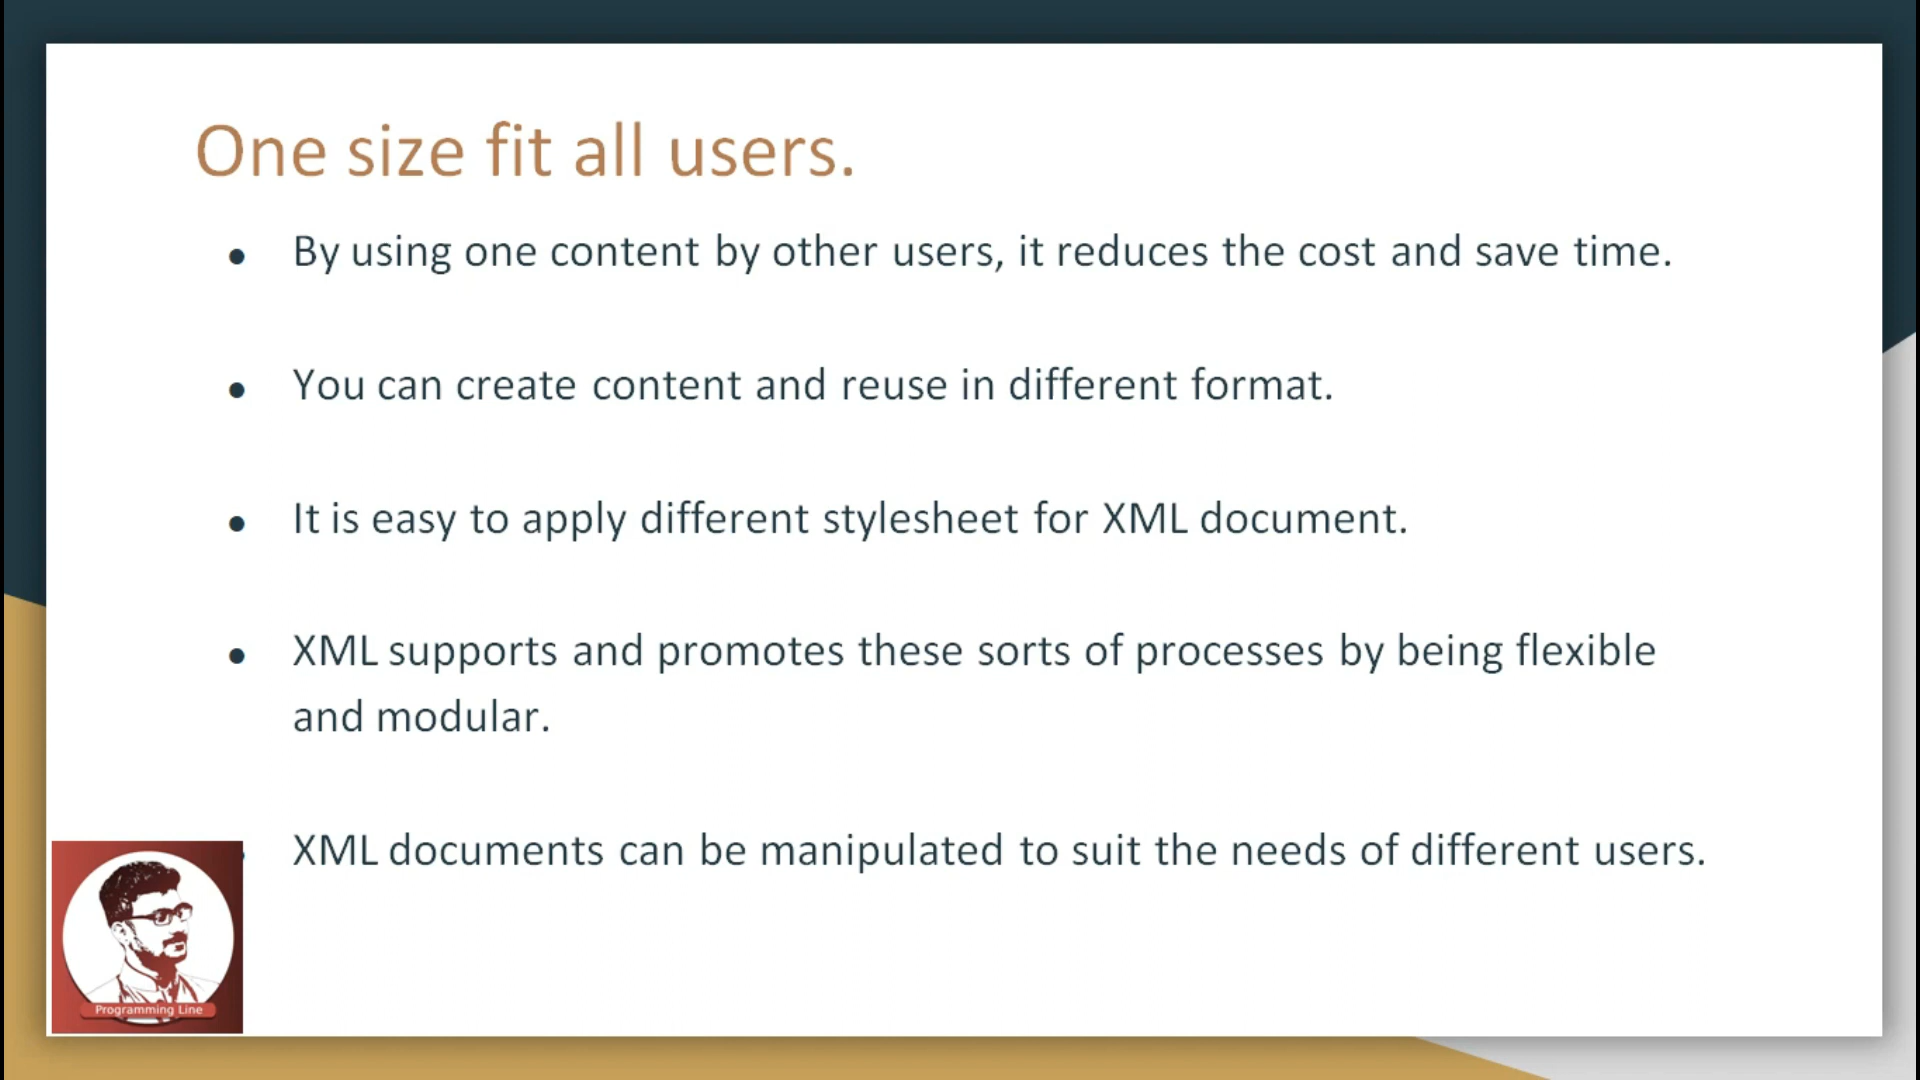 One size fit all users.
● By using one content by other users, it reduces the cost and save time.
● You can create content and reuse in different format.
● It is easy to apply different stylesheet for XML document.
● XML supports and promotes these sorts of processes by being flexible
and modular.
XML documents can be manipulated to suit the needs of different users.
Programming Line